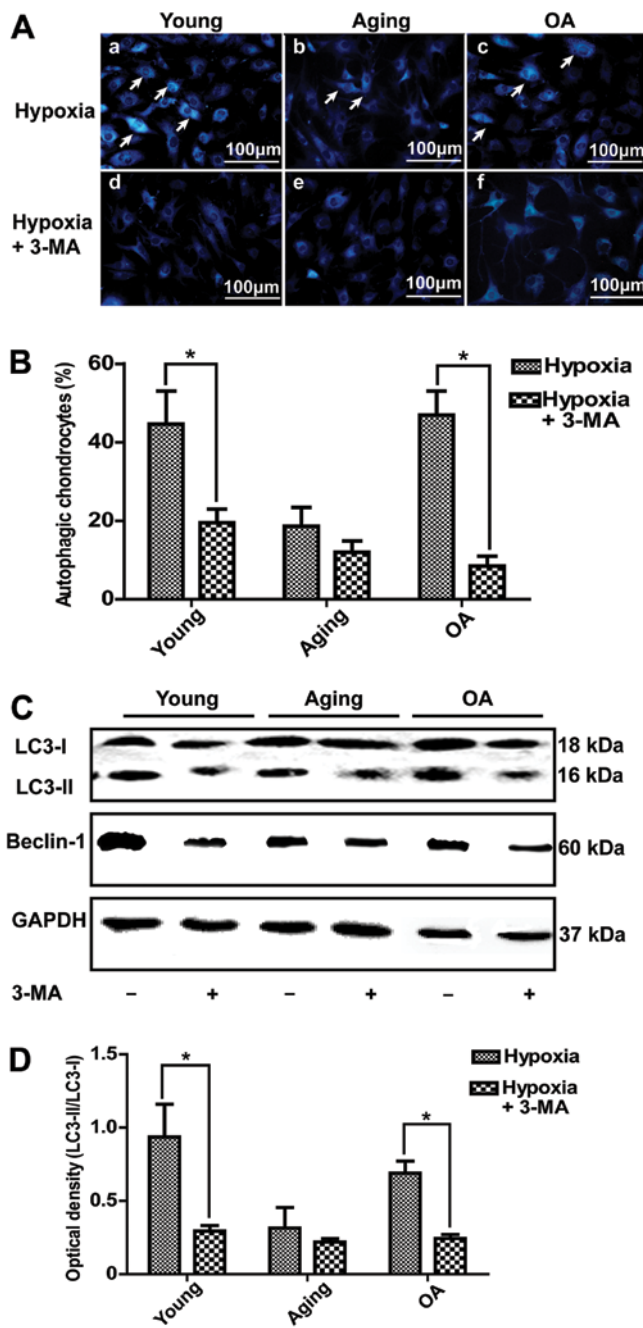 A
Young Aging OA
Hypoxia
a
b
c
100μm
100μm
100μm
Hypoxia
+ 3-MA
d
e
f
100μm
100μm
100μm
B
Autophagic chondrocytes (%)
60
40
20
0
*
*
Hypoxia
Hypoxia
+ 3-MA
Young
Aging
OA
C
Young Aging OA
LC3-I 18 kDa
LC3-II 16 kDa
Beclin-1 60 kDa
GAPDH 37 kDa
3-MA – + – + – +
D
Optical density (LC3-II/LC3-I)
1.5
1.0
0.5
0
*
*
Hypoxia
Hypoxia
+ 3-MA
Young
Aging
OA